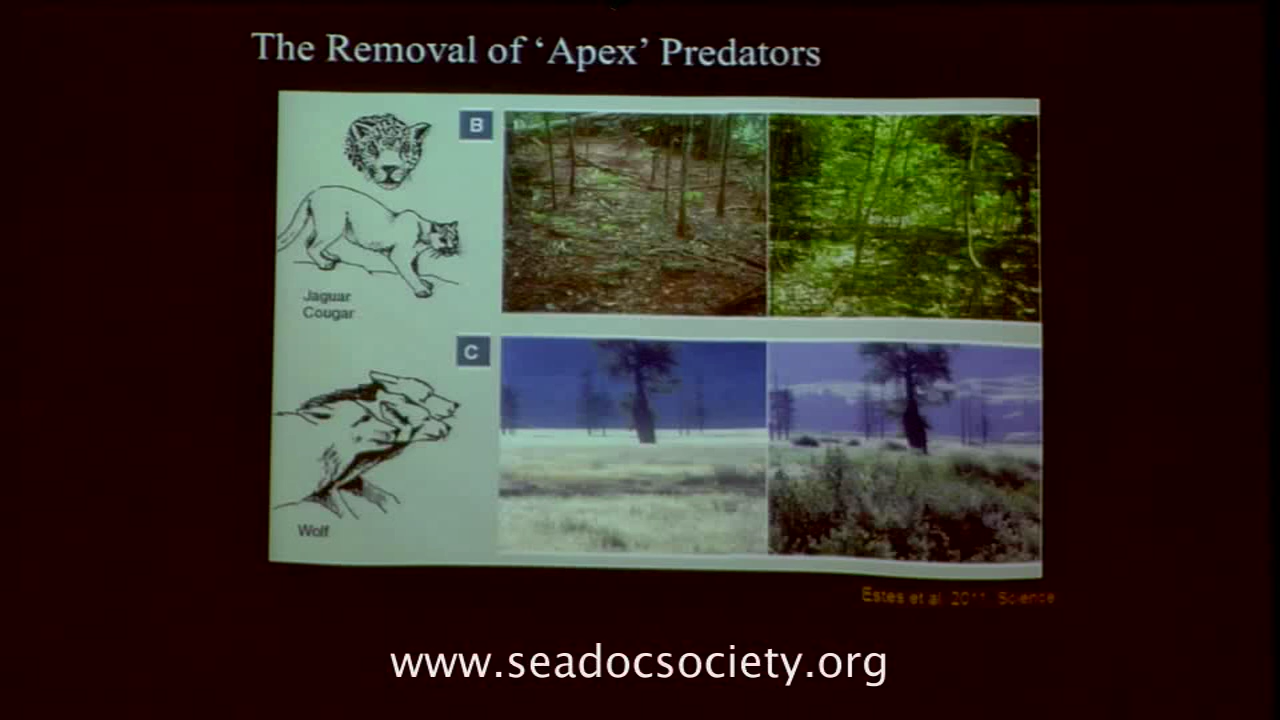 The Removal of ‘Apex’ Predators
B
Jaguar
Cougar
C
Wolf
Estes et al. 2011, Science
www.seadocsociety.org